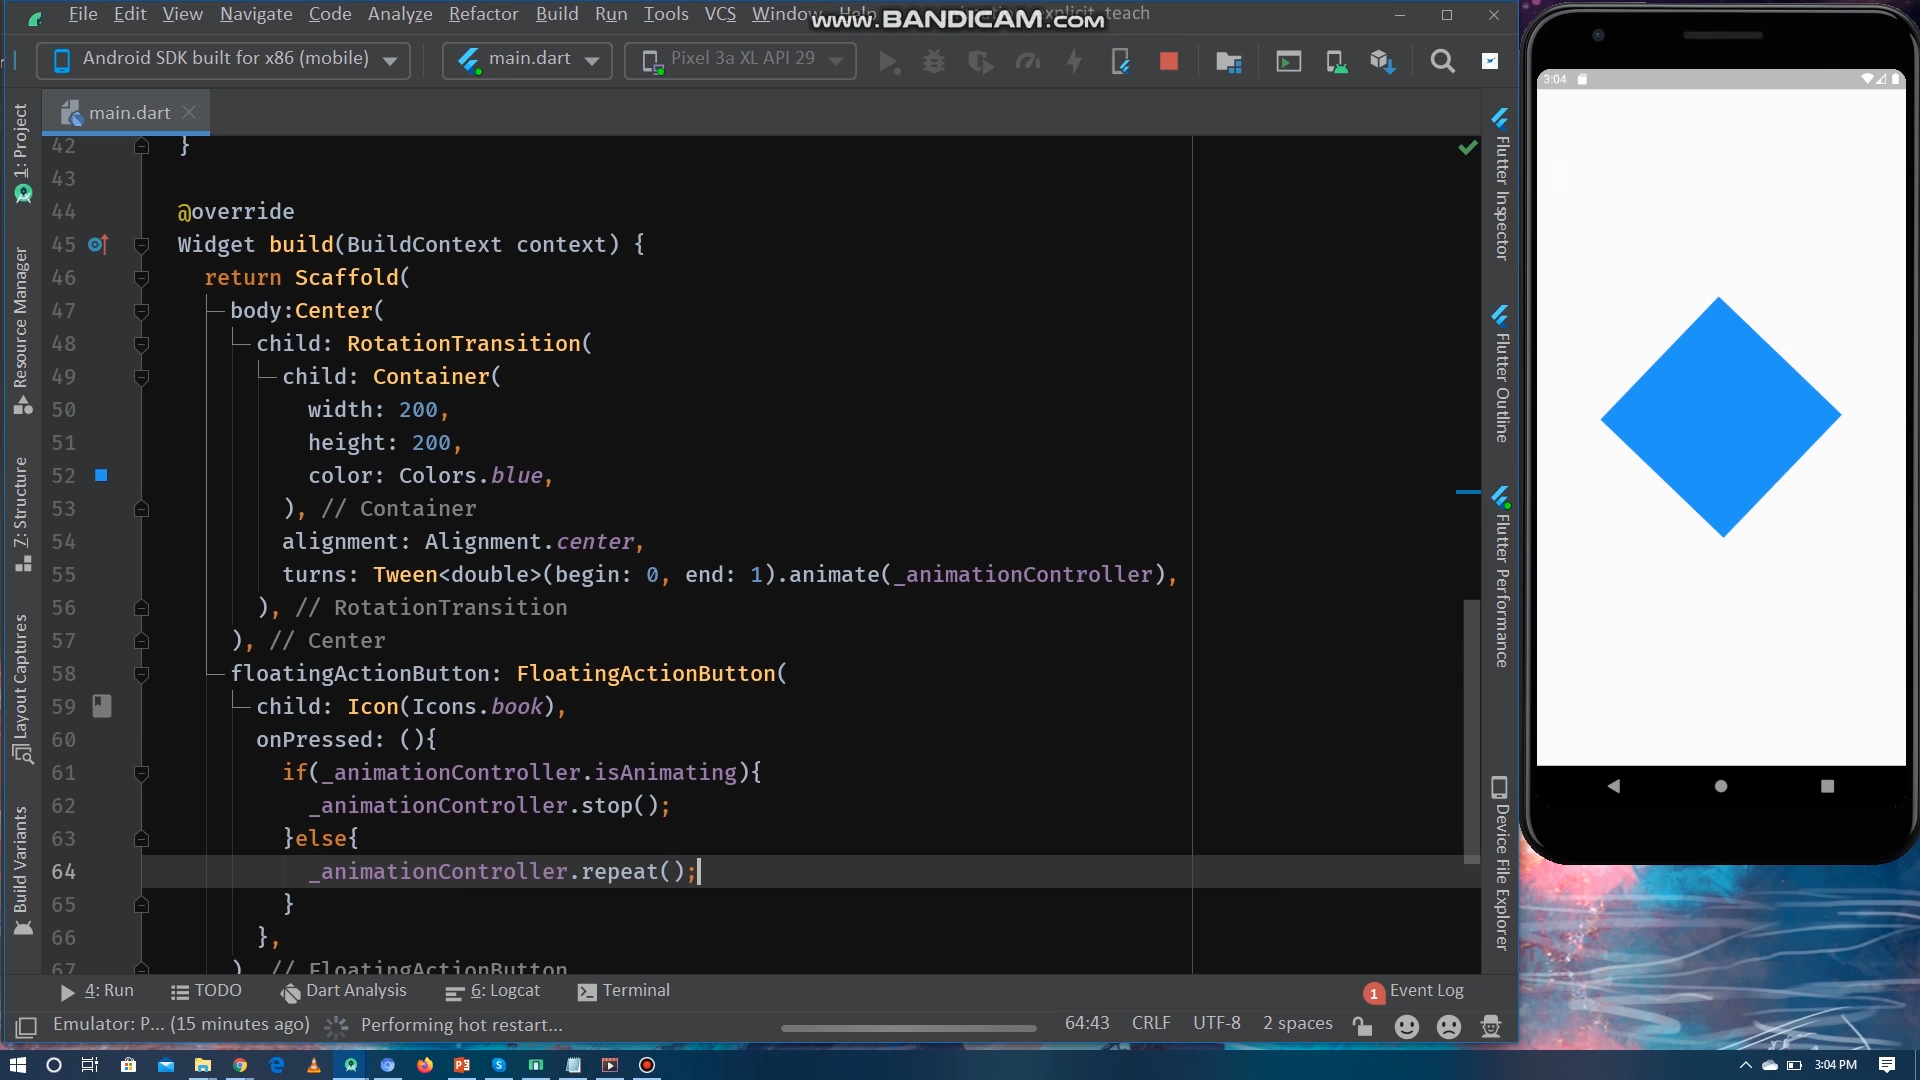 File Edit View Navigate Code Analyze Refactor Build Run Tools VCS Window Help
www.BANDICAM.com
Android SDK built for x86 (mobile) main.dart Pixel 3a XL API 29
main.dart
42 }
43
44 @override
45 Widget build(BuildContext context) {
46 return Scaffold(
47 body:Center(
48 child: RotationTransition(
49 child: Container(
50 width: 200,
51 height: 200,
52 color: Colors.blue,
53 ), // Container
54 alignment: Alignment.center,
55 turns: Tween<double>(begin: 0, end: 1).animate(_animationController),
56 ), // RotationTransition
57 ), // Center
58 floatingActionButton: FloatingActionButton(
59 child: Icon(Icons.book),
60 onPressed: (){
61 if(_animationController.isAnimating){
62 _animationController.stop();
63 }else{
64 _animationController.repeat();
65 }
66 },
67 ) // FloatingActionButton
1: Project
Resource Manager
7: Structure
Layout Captures
Build Variants
Flutter Inspector
Flutter Outline
Flutter Performance
Device File Explorer
3:04
4: Run TODO Dart Analysis 6: Logcat Terminal 1 Event Log
Emulator: P... (15 minutes ago) Performing hot restart... 64:43 CRLF UTF-8 2 spaces
3:04 PM